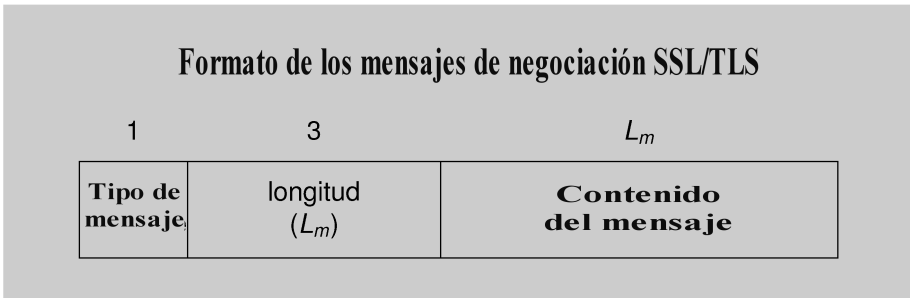 Formato de los mensajes de negociación SSL/TLS
1 3 Lm
Tipo de longitud Contenido
mensaje, (Lm) del mensaje